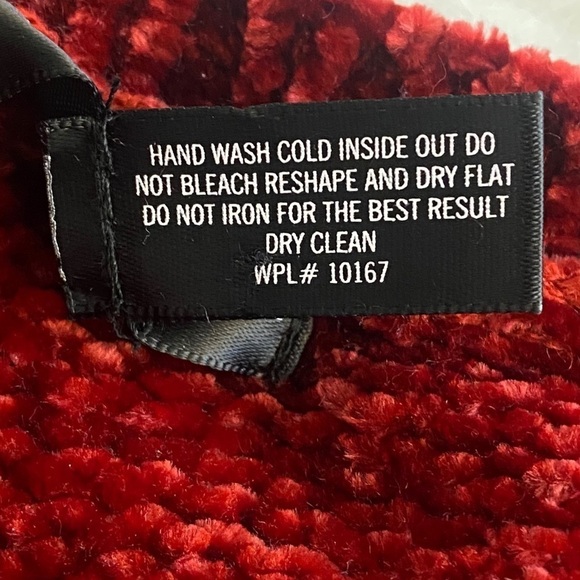 HAND WASH COLD INSIDE OUT DO
NOT BLEACH RESHAPE AND DRY FLAT
DO NOT IRON FOR THE BEST RESULT
DRY CLEAN
WPL# 10167